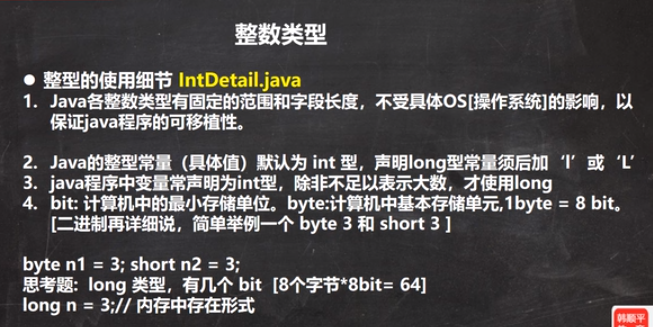 整数类型
● 整型的使用细节 IntDetail.java
1. Java各整数类型有固定的范围和字段长度，不受具体OS[操作系统]的影响，以
保证java程序的可移植性。
2. Java的整型常量（具体值）默认为 int 型，声明long型常量须后加‘l’或‘L’
3. java程序中变量常声明为int型，除非不足以表示大数，才使用long
4. bit: 计算机中的最小存储单位。byte:计算机中基本存储单元,1byte = 8 bit。
[二进制再详细说，简单举例一个 byte 3 和 short 3 ]
byte n1 = 3; short n2 = 3;
思考题: long 类型，有几个 bit [8个字节*8bit= 64]
long n = 3;// 内存中存在形式
韩顺平